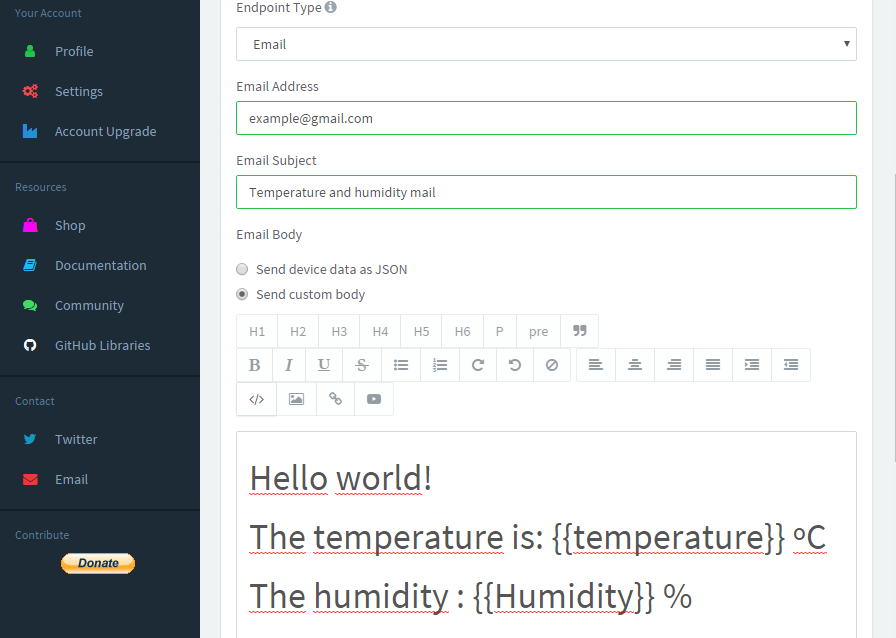 Your Account
Profile
Settings
Account Upgrade
Resources
Shop
Documentation
Community
GitHub Libraries
Contact
Twitter
Email
Contribute
Donate
Endpoint Type
Email
Email Address
example@gmail.com
Email Subject
Temperature and humidity mail
Email Body
Send device data as JSON
Send custom body
H1 H2 H3 H4 H5 H6 P pre
B I U S
Hello world!
The temperature is: {{temperature}} ºC
The humidity : {{Humidity}} %